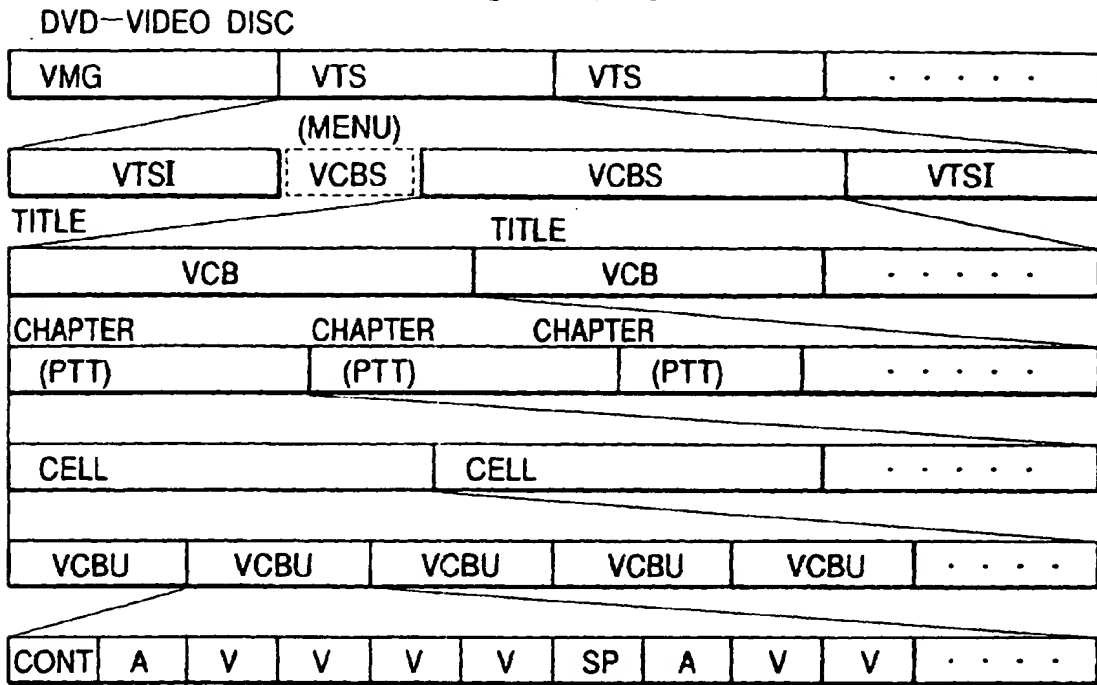 DVD-VIDEO DISC
VMG VTS VTS · · · · ·
(MENU)
VTSI VCBS VCBS VTSI
TITLE TITLE
VCB VCB · · · · ·
CHAPTER CHAPTER CHAPTER
(PTT) (PTT) (PTT) · · · · ·
CELL CELL · · · · ·
VCBU VCBU VCBU VCBU VCBU · · · ·
CONT A V V V V SP A V V · · · ·